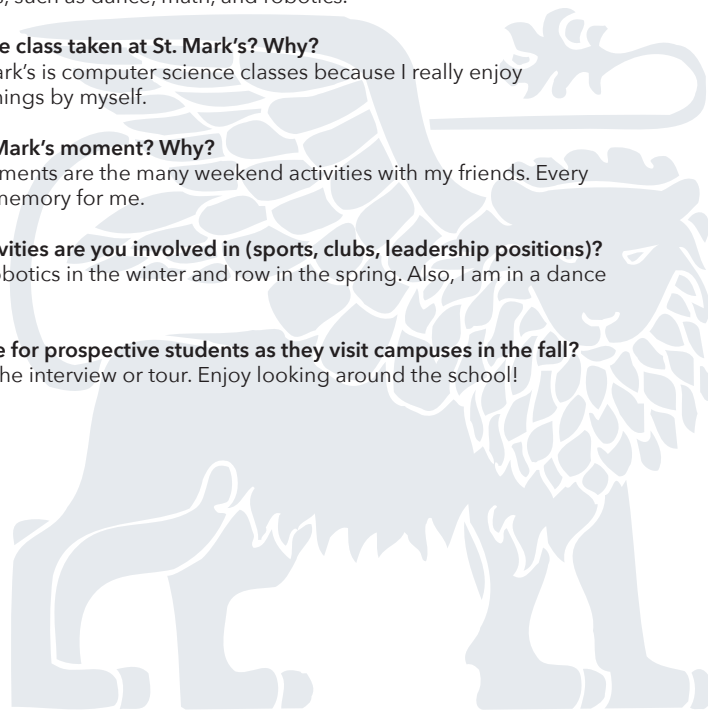 s, such as dance, math, and robotics.
e class taken at St. Mark’s? Why?
ark’s is computer science classes because I really enjoy
hings by myself.
Mark’s moment? Why?
ments are the many weekend activities with my friends. Every
memory for me.
vities are you involved in (sports, clubs, leadership positions)?
obotics in the winter and row in the spring. Also, I am in a dance
e for prospective students as they visit campuses in the fall?
he interview or tour. Enjoy looking around the school!